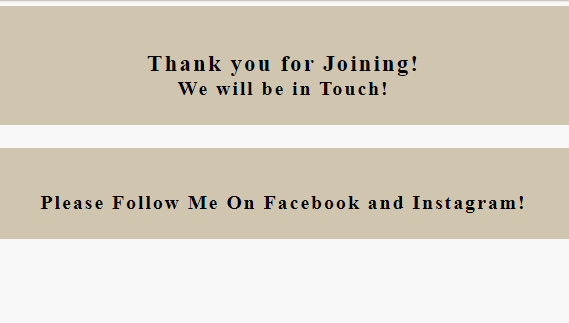 Thank you for Joining!
We will be in Touch!
Please Follow Me On Facebook and Instagram!